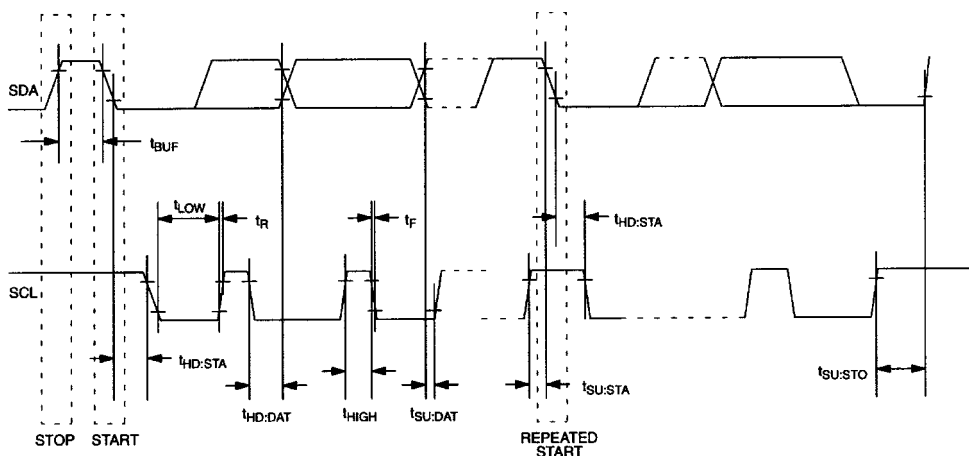 SDA
tBUF
tLOW
tR
tF
tHD:STA
SCL
tHD:STA
tHD:DAT
tHIGH
tSU:DAT
tSU:STA
tSU:STO
STOP
START
REPEATED
START